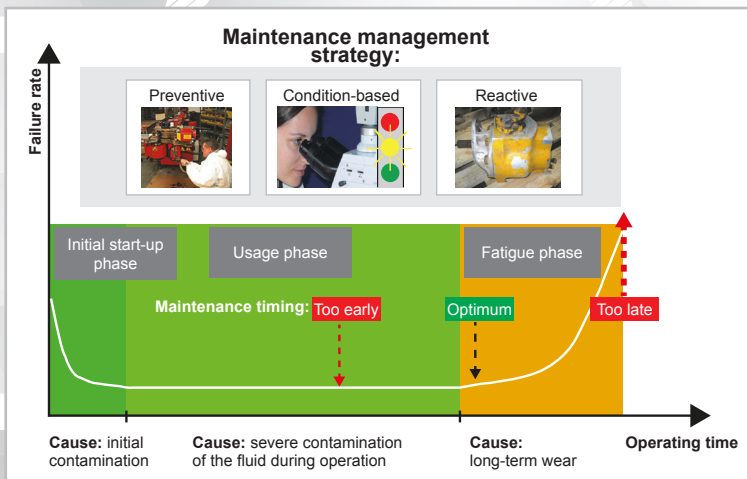 Maintenance management
strategy:
Failure rate
Preventive
Condition-based
Reactive
Initial start-up
phase
Usage phase
Fatigue phase
Maintenance timing:
Too early
Optimum
Too late
Cause: initial
contamination
Cause: severe contamination
of the fluid during operation
Cause:
long-term wear
Operating time